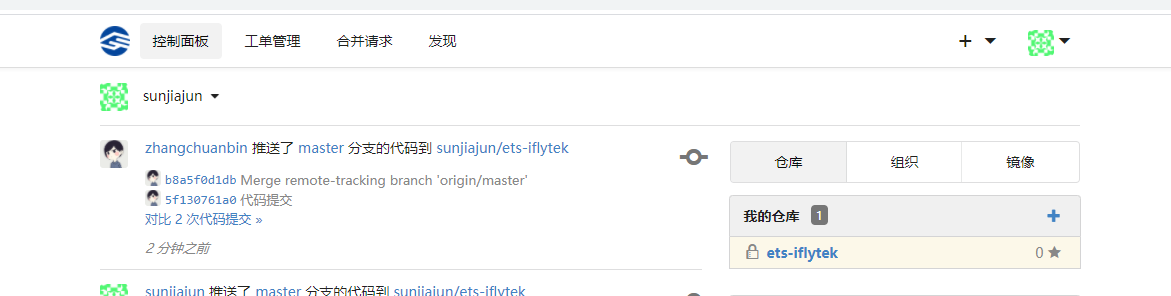 控制面板 工单管理 合并请求 发现
sunjiajun
zhangchuanbin 推送了 master 分支的代码到 sunjiajun/ets-iflytek
b8a5f0d1db Merge remote-tracking branch 'origin/master'
5f130761a0 代码提交
对比 2 次代码提交 »
2 分钟之前
sunjiajun 推送了 master 分支的代码到 sunjiajun/ets-iflytek
仓库 组织 镜像
我的仓库 1
ets-iflytek 0